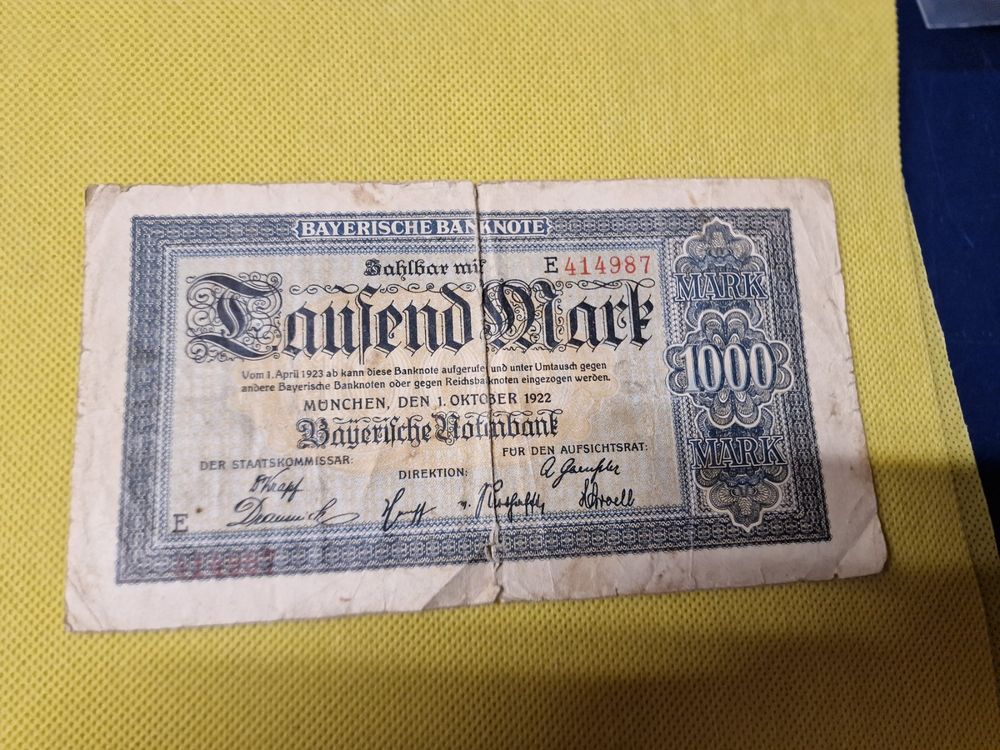 BAYERISCHE BANKNOTE
Zahlbar mit E 414987
Tausend Mark
Vom 1. April 1923 ab kann diese Banknote aufgerufen und unter Umtausch gegen
andere Bayerische Banknoten oder gegen Reichsbanknoten eingezogen werden.
MÜNCHEN, DEN 1. OKTOBER 1922
Bayerische Notenbank
DER STAATSKOMMISSAR:
DIREKTION:
FÜR DEN AUFSICHTSRAT:
E
414987
MARK
1000
MARK